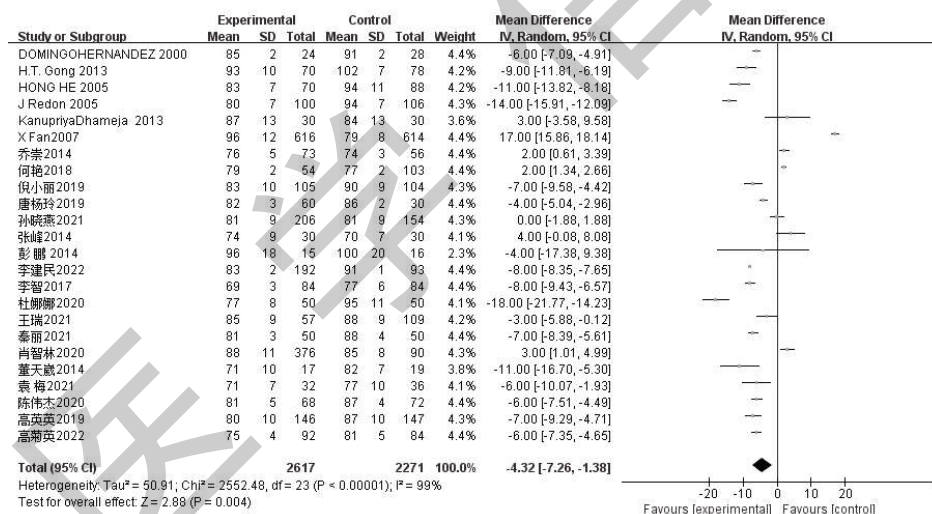 Experimental Control Mean Difference Mean Difference
Study or Subgroup Mean SD Total Mean SD Total Weight IV, Random, 95% CI IV, Random, 95% CI
DOMINGOHERNANDEZ 2000 85 2 24 91 2 28 4.4% -6.00 [-7.09, -4.91]
H.T. Gong 2013 93 10 70 102 7 78 4.2% -9.00 [-11.81, -6.19]
HONG HE 2005 83 7 70 94 11 88 4.2% -11.00 [-13.82, -8.18]
J Redon 2005 80 7 100 94 7 106 4.4% -14.00 [-15.91, -12.09]
KanupriyaDhameja 2013 87 13 30 84 13 30 3.6% 3.00 [-3.58, 9.58]
X Fan2007 96 12 616 79 8 614 4.4% 17.00 [15.86, 18.14]
乔崇2014 76 5 73 74 3 56 4.4% 2.00 [0.61, 3.39]
何艳2018 79 2 54 77 2 103 4.4% 2.00 [1.34, 2.66]
倪小丽2019 83 10 105 90 9 104 4.3% -7.00 [-9.58, -4.42]
唐杨玲2019 82 3 60 86 2 30 4.4% -4.00 [-5.04, -2.96]
孙晓燕2021 81 9 206 81 9 154 4.4% 0.00 [-1.88, 1.88]
张峰2014 74 9 30 70 7 30 4.1% 4.00 [-0.08, 8.08]
彭 鹏 2014 96 18 15 100 20 16 2.3% -4.00 [-17.38, 9.38]
李建民2022 83 2 192 91 1 93 4.4% -8.00 [-8.35, -7.65]
李智2017 69 3 84 77 6 84 4.4% -8.00 [-9.43, -6.57]
杜娜娜2020 77 8 50 95 11 50 4.2% -18.00 [-21.77, -14.23]
王瑞2021 85 9 57 88 9 109 4.2% -3.00 [-5.88, -0.12]
秦丽2021 81 3 50 88 4 50 4.4% -7.00 [-8.39, -5.61]
肖智林2020 88 11 376 85 8 90 4.3% 3.00 [1.01, 4.99]
董天崴2014 71 10 17 82 7 19 3.8% -11.00 [-16.70, -5.30]
袁 梅2021 71 7 32 77 10 36 4.1% -6.00 [-10.07, -1.93]
陈伟杰2020 81 5 68 87 4 72 4.4% -6.00 [-7.51, -4.49]
高英英2019 80 10 146 87 10 147 4.3% -7.00 [-9.29, -4.71]
高菊英2022 75 4 92 81 5 84 4.4% -6.00 [-7.35, -4.65]
Total (95% CI) 2617 2271 100.0% -4.32 [-7.26, -1.38]
Heterogeneity: Tau² = 50.91; Chi² = 2552.48, df = 23 (P < 0.00001); I² = 99%
Test for overall effect: Z = 2.88 (P = 0.004)
-20 -10 0 10 20
Favours [experimental] Favours [control]